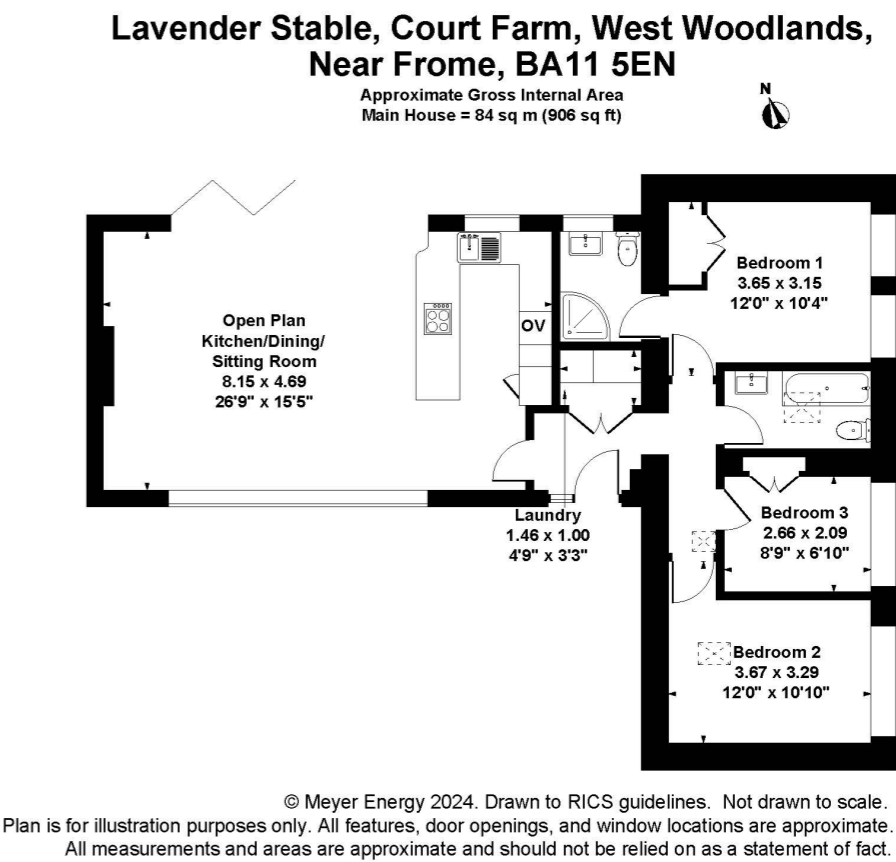 Lavender Stable, Court Farm, West Woodlands,
Near Frome, BA11 5EN
Approximate Gross Internal Area
Main House = 84 sq m (906 sq ft)
N
Bedroom 1
3.65 x 3.15
12'0" x 10'4"
Open Plan
Kitchen/Dining/
Sitting Room
8.15 x 4.69
26'9" x 15'5"
OV
Laundry
1.46 x 1.00
4'9" x 3'3"
Bedroom 3
2.66 x 2.09
8'9" x 6'10"
Bedroom 2
3.67 x 3.29
12'0" x 10'10"
© Meyer Energy 2024. Drawn to RICS guidelines. Not drawn to scale.
Plan is for illustration purposes only. All features, door openings, and window locations are approximate.
All measurements and areas are approximate and should not be relied on as a statement of fact.